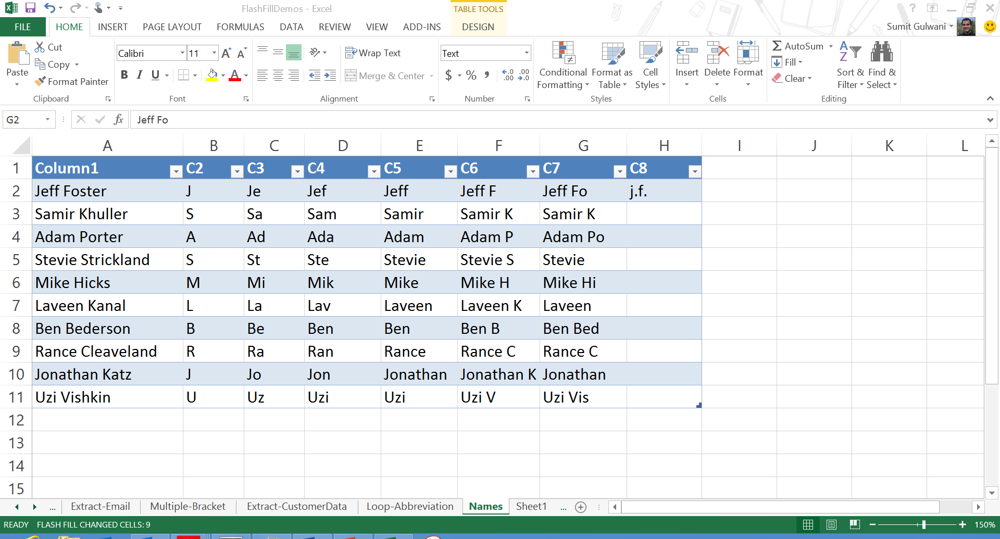 FlashFillDemos - Excel
TABLE TOOLS
?
FILE HOME INSERT PAGE LAYOUT FORMULAS DATA REVIEW VIEW ADD-INS DESIGN
Sumit Gulwani
Paste
Cut
Copy
Format Painter
Clipboard
Calibri 11
B I U
Font
Wrap Text
Merge & Center
Alignment
Text
$ % ,
Number
Conditional Formatting
Format as Table
Cell Styles
Styles
Insert
Delete
Format
Cells
AutoSum
Fill
Clear
Sort & Filter
Find & Select
Editing
G2 fx Jeff Fo
A B C D E F G H I J K L
1 Column1 C2 C3 C4 C5 C6 C7 C8
2 Jeff Foster J Je Jef Jeff Jeff F Jeff Fo j.f.
3 Samir Khuller S Sa Sam Samir Samir K Samir K
4 Adam Porter A Ad Ada Adam Adam P Adam Po
5 Stevie Strickland S St Ste Stevie Stevie S Stevie
6 Mike Hicks M Mi Mik Mike Mike H Mike Hi
7 Laveen Kanal L La Lav Laveen Laveen K Laveen
8 Ben Bederson B Be Ben Ben Ben B Ben Bed
9 Rance Cleaveland R Ra Ran Rance Rance C Rance C
10 Jonathan Katz J Jo Jon Jonathan Jonathan K Jonathan
11 Uzi Vishkin U Uz Uzi Uzi Uzi V Uzi Vis
12
13
14
15
... Extract-Email Multiple-Bracket Extract-CustomerData Loop-Abbreviation Names Sheet1 ...
READY FLASH FILL CHANGED CELLS: 9 150%